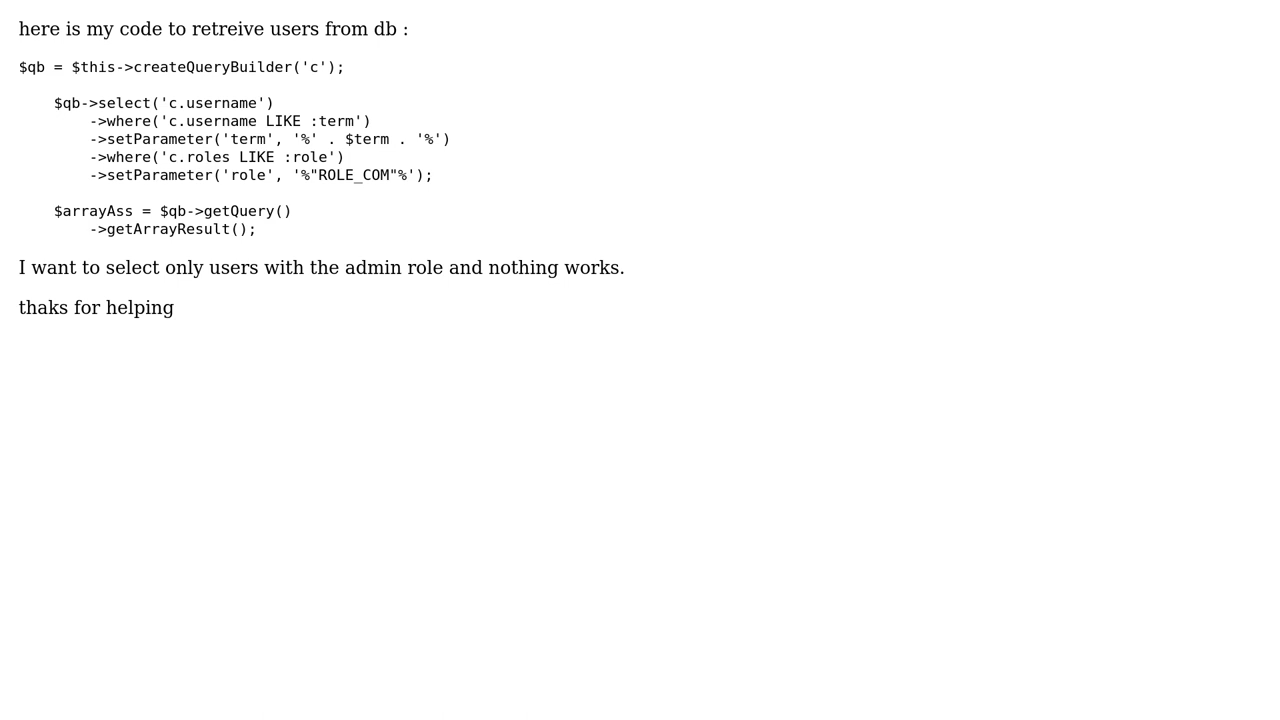 here is my code to retreive users from db :
$qb = $this->createQueryBuilder('c');
$qb->select('c.username')
->where('c.username LIKE :term')
->setParameter('term', '%' . $term . '%')
->where('c.roles LIKE :role')
->setParameter('role', '%"ROLE_COM"%');
$arrayAss = $qb->getQuery()
->getArrayResult();
I want to select only users with the admin role and nothing works.
thaks for helping